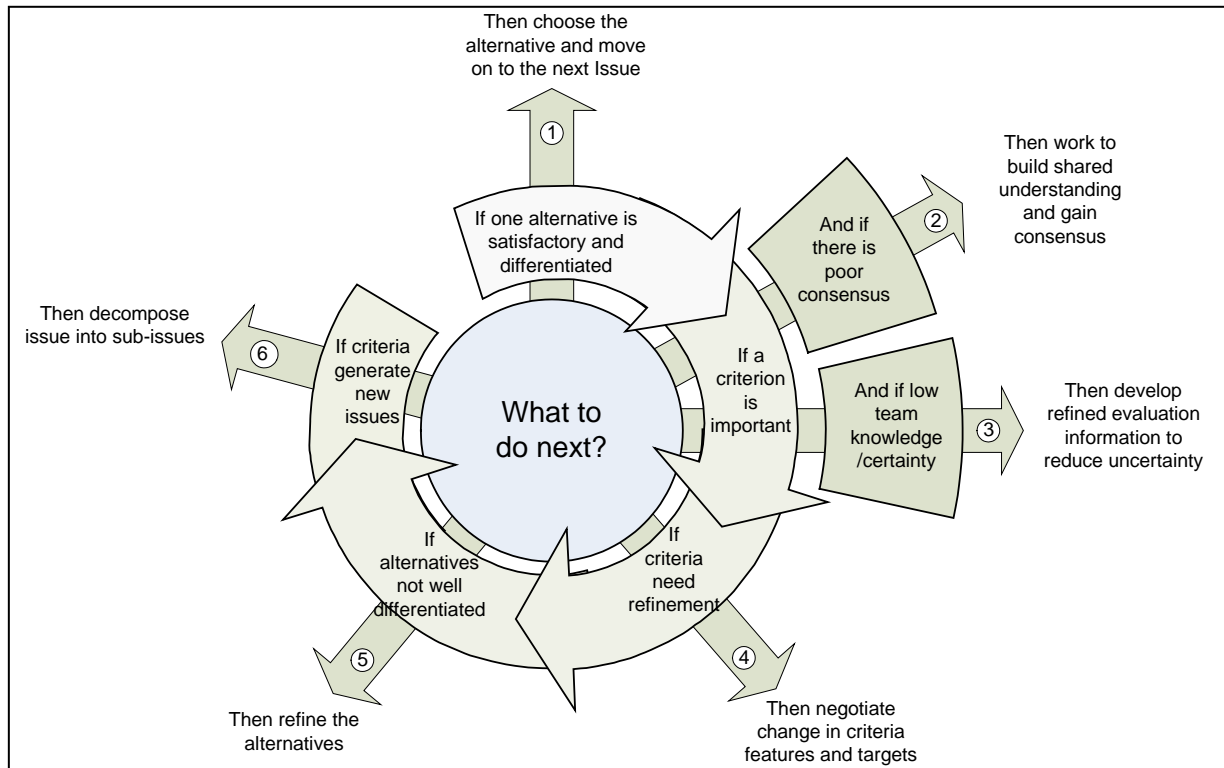 Then choose the
alternative and move
on to the next Issue
1
If one alternative is
satisfactory and
differentiated
And if
there is
poor
consensus
2
Then work to
build shared
understanding
and gain
consensus
If a
criterion
is
important
And if low
team
knowledge
/certainty
3
Then develop
refined evaluation
information to
reduce uncertainty
If
criteria
need
refinement
4
Then negotiate
change in criteria
features and targets
If
alternatives
not well
differentiated
5
Then refine the
alternatives
If criteria
generate
new
issues
6
Then decompose
issue into sub-issues
What to
do next?